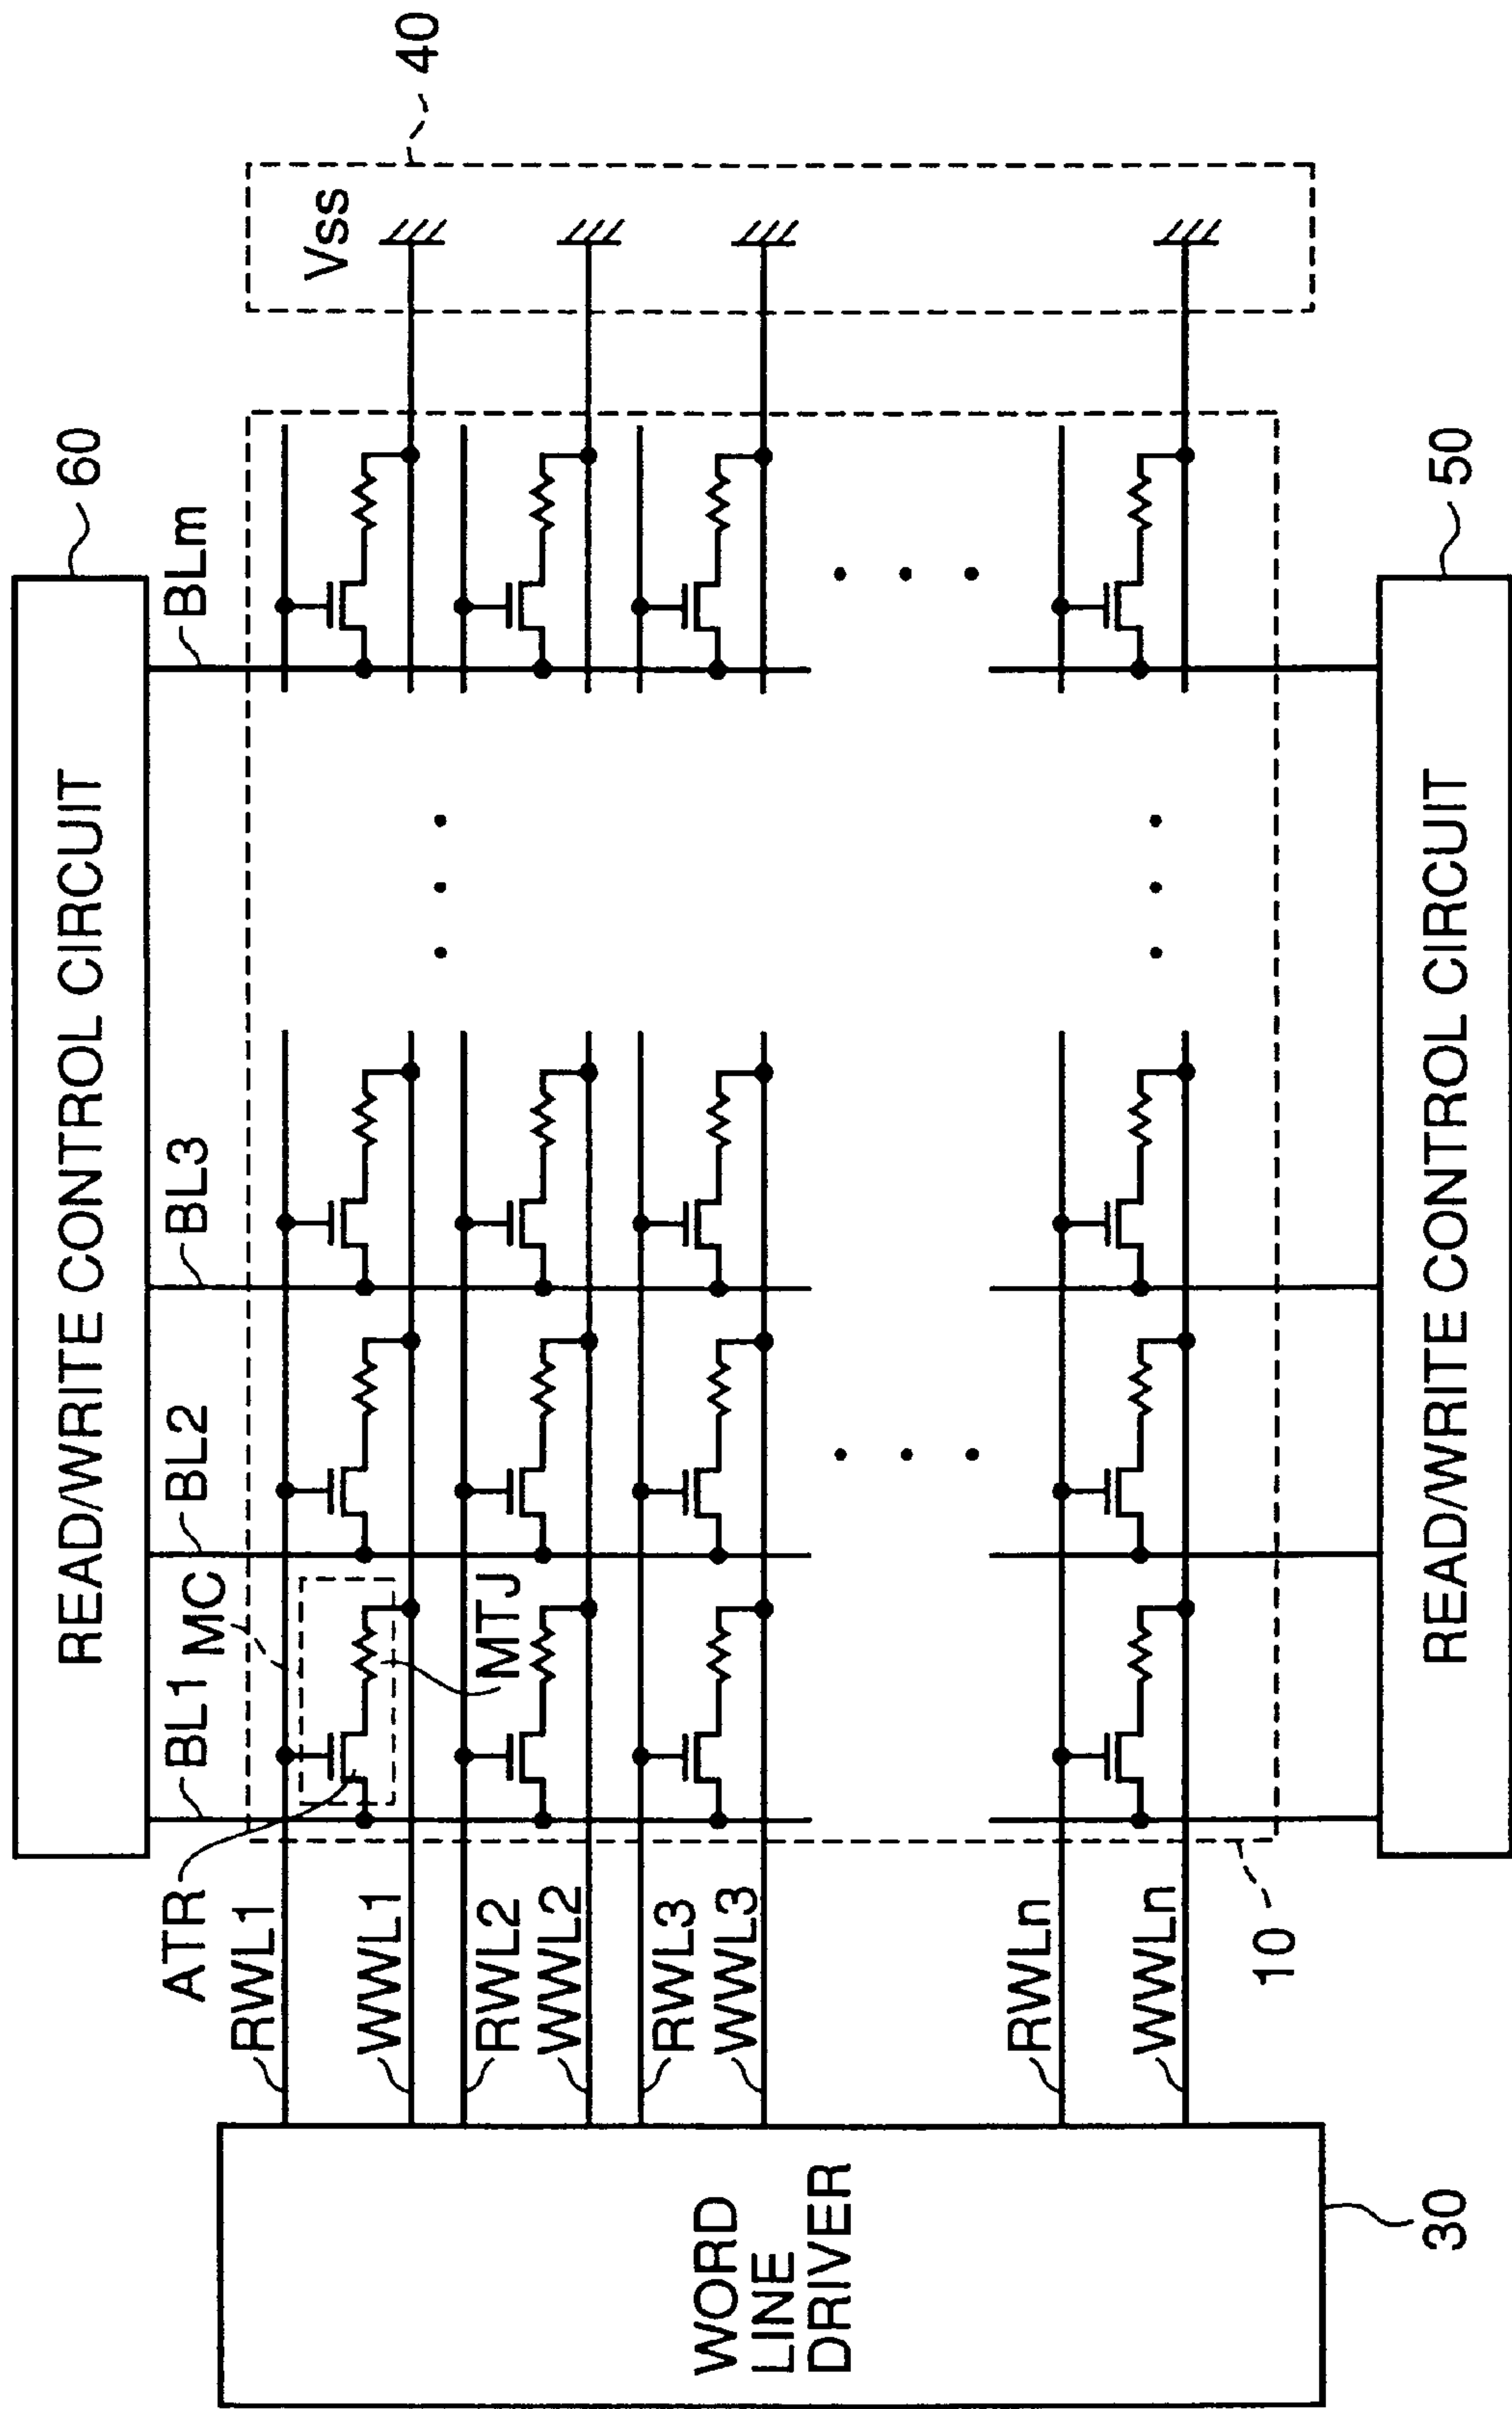 READ/WRITE CONTROL CIRCUIT
60
ATR
BL1
MC
BL2
BL3
BLm
40
Vss
RWL1
WWL1
MTJ
RWL2
WWL2
RWL3
WWL3
RWLn
WWLn
WORD
LINE
DRIVER
30
10
READ/WRITE CONTROL CIRCUIT
50